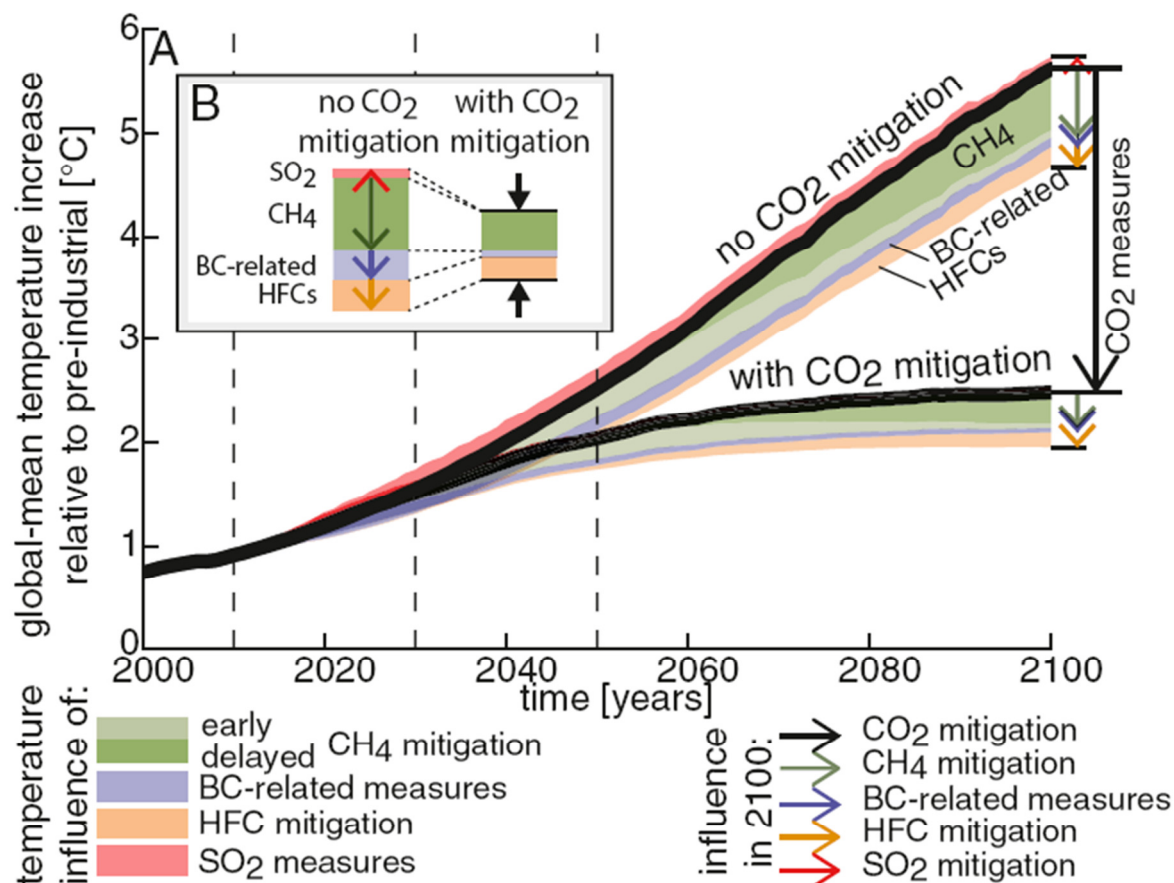 A
global-mean temperature increase
relative to pre-industrial [°C]
6
5
4
3
2
1
0
B
no CO2
mitigation
with CO2
mitigation
SO2
CH4
BC-related
HFCs
no CO2 mitigation
CH4
BC-related
HFCs
CO2 measures
with CO2 mitigation
2000
2020
2040
2060
2080
2100
time [years]
temperature
influence of:
early
delayed
CH4 mitigation
BC-related measures
HFC mitigation
SO2 measures
influence
in 2100:
CO2 mitigation
CH4 mitigation
BC-related measures
HFC mitigation
SO2 mitigation